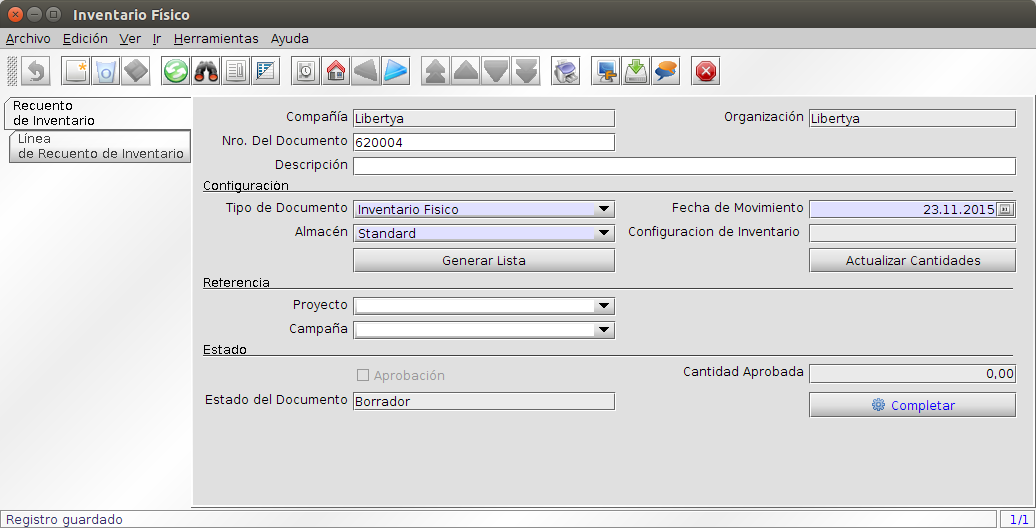 Inventario Físico
Archivo Edición Ver Ir Herramientas Ayuda
Recuento
de Inventario
Línea
de Recuento de Inventario
Compañía Libertya Organización Libertya
Nro. Del Documento 620004
Descripción
Configuración
Tipo de Documento Inventario Fisico Fecha de Movimiento 23.11.2015
Almacén Standard Configuracion de Inventario
Generar Lista Actualizar Cantidades
Referencia
Proyecto
Campaña
Estado
Aprobación Cantidad Aprobada 0,00
Estado del Documento Borrador Completar
Registro guardado 1/1